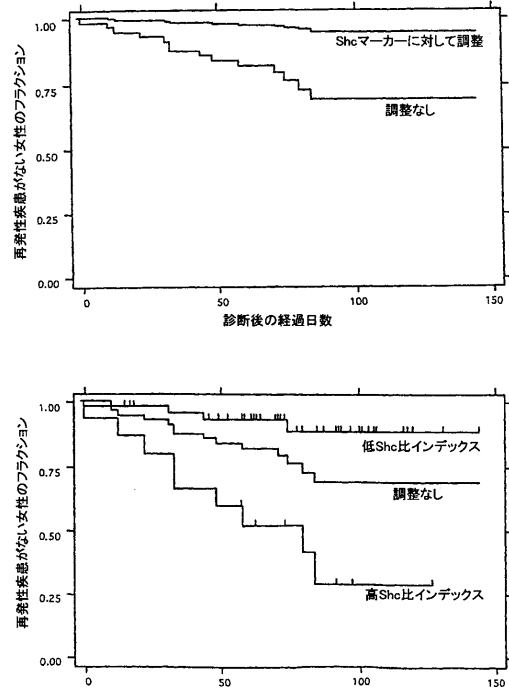 再発性疾患がない女性のフラクション
1.00
0.75
0.50
0.25
0.00
Shcマーカーに対して調整
調整なし
0
50
100
150
診断後の経過日数
再発性疾患がない女性のフラクション
1.00
0.75
0.50
0.25
0.00
低Shc比インデックス
調整なし
高Shc比インデックス
0
50
100
150